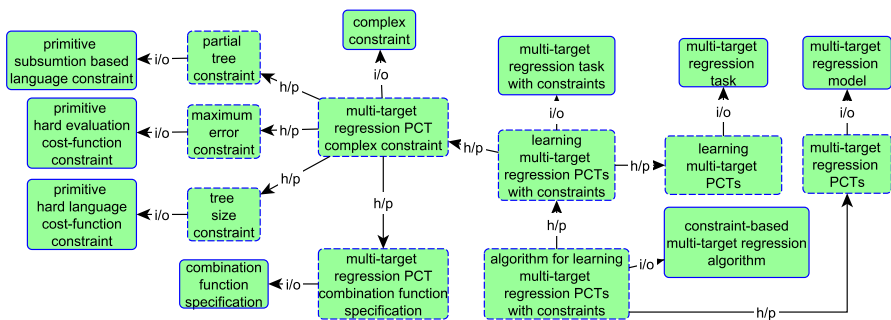 primitive
subsumtion based
language constraint
i/o
partial
tree
constraint
h/p
complex
constraint
i/o
multi-target
regression task
with constraints
i/o
multi-target
regression
task
i/o
multi-target
regression
model
i/o
primitive
hard evaluation
cost-function
constraint
i/o
maximum
error
constraint
h/p
multi-target
regression PCT
complex constraint
h/p
learning
multi-target
regression PCTs
with constraints
h/p
learning
multi-target
PCTs
multi-target
regression
PCTs
primitive
hard language
cost-function
constraint
i/o
tree
size
constraint
h/p
h/p
h/p
constraint-based
multi-target regression
algorithm
combination
function
specification
i/o
multi-target
regression PCT
combination function
specification
algorithm for learning
multi-target
regression PCTs
with constraints
i/o
h/p